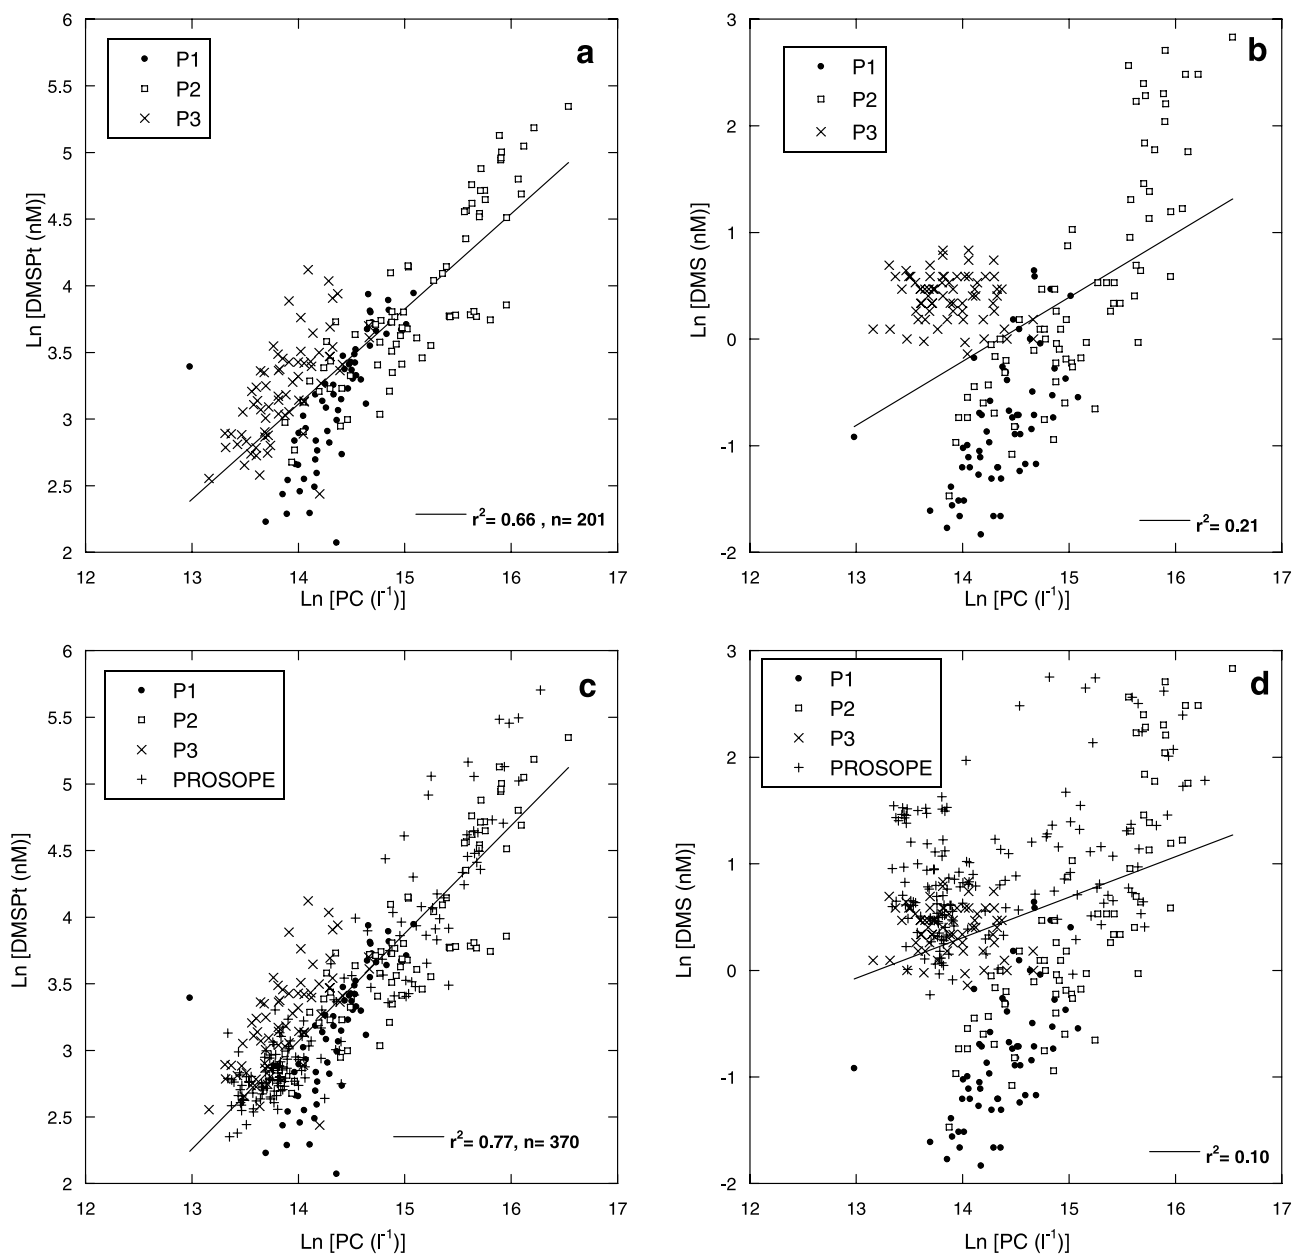 a
P1
P2
P3
6
5.5
5
4.5
4
3.5
3
2.5
2
Ln [DMSPt (nM)]
r²= 0.66 , n= 201
12 13 14 15 16 17
Ln [PC (l⁻¹)]
b
P1
P2
P3
3
2
1
0
-1
-2
Ln [DMS (nM)]
r²= 0.21
12 13 14 15 16 17
Ln [PC (l⁻¹)]
c
P1
P2
P3
PROSOPE
6
5.5
5
4.5
4
3.5
3
2.5
2
Ln [DMSPt (nM)]
r²= 0.77, n= 370
12 13 14 15 16 17
Ln [PC (l⁻¹)]
d
P1
P2
P3
PROSOPE
3
2
1
0
-1
-2
Ln [DMS (nM)]
r²= 0.10
12 13 14 15 16 17
Ln [PC (l⁻¹)]